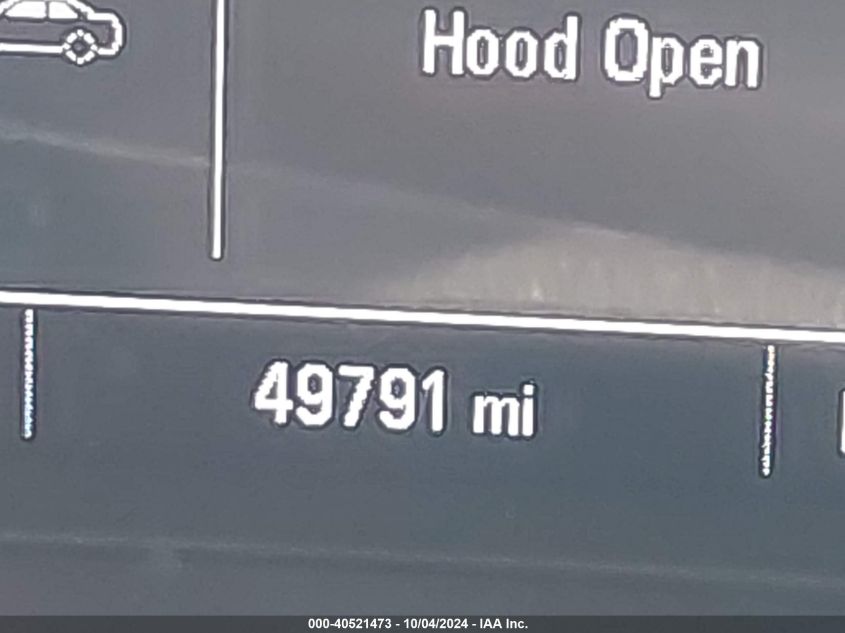 Hood Open
49791 mi
000-40521473 - 10/04/2024 - IAA Inc.